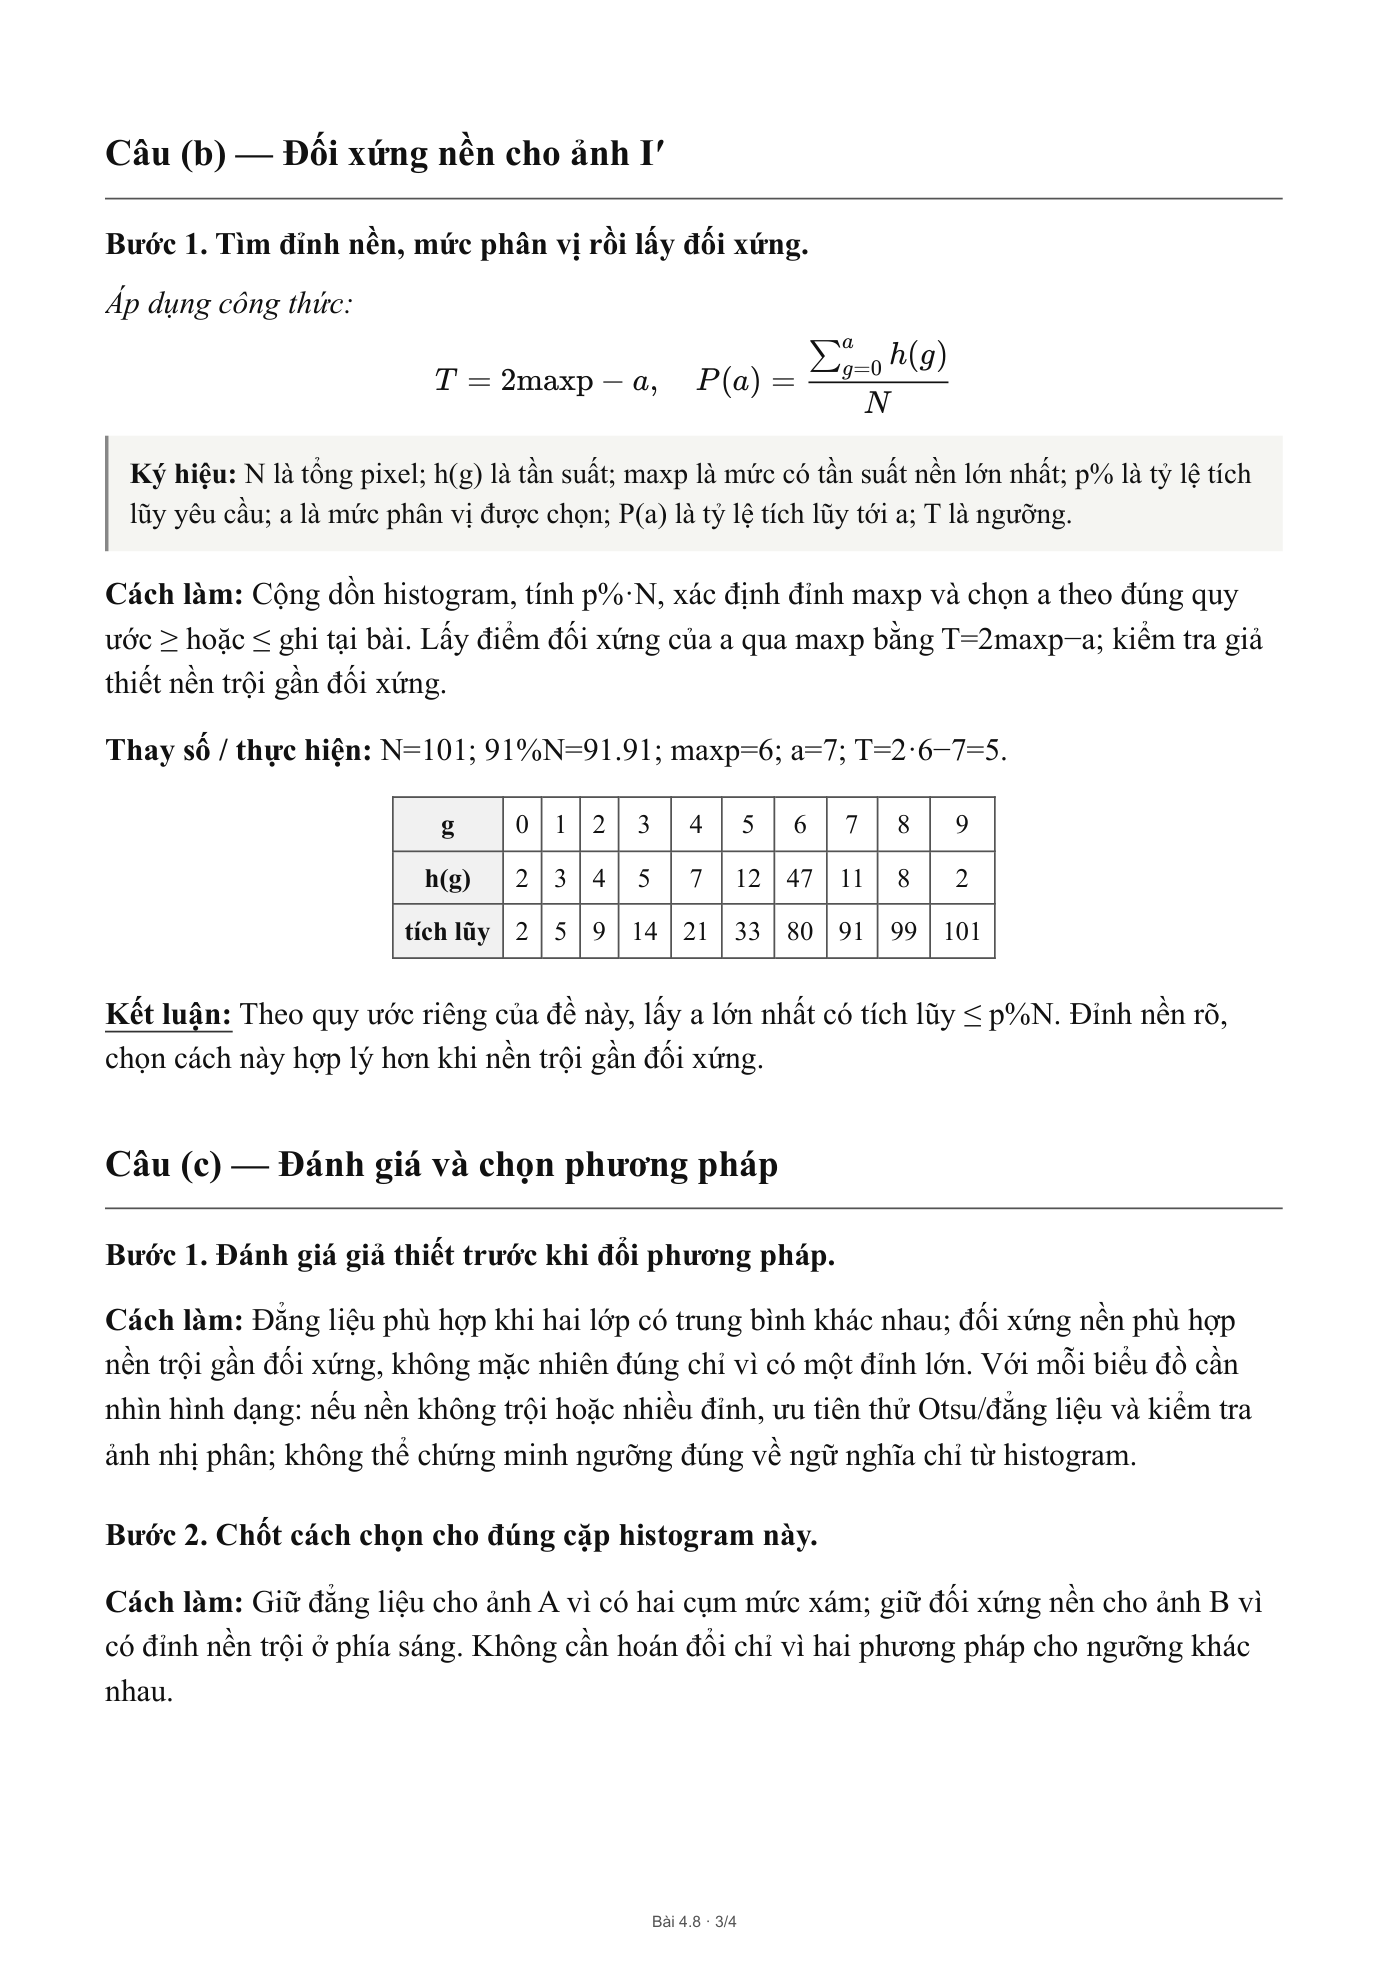 Câu (b) — Đối xứng nền cho ảnh I′
Bước 1. Tìm đỉnh nền, mức phân vị rồi lấy đối xứng.
Áp dụng công thức:
T = 2maxp − a,   P(a) = \frac{\sum_{g=0}^{a} h(g)}{N}
Ký hiệu: N là tổng pixel; h(g) là tần suất; maxp là mức có tần suất nền lớn nhất; p% là tỷ lệ tích
lũy yêu cầu; a là mức phân vị được chọn; P(a) là tỷ lệ tích lũy tới a; T là ngưỡng.
Cách làm: Cộng dồn histogram, tính p%·N, xác định đỉnh maxp và chọn a theo đúng quy
ước ≥ hoặc ≤ ghi tại bài. Lấy điểm đối xứng của a qua maxp bằng T=2maxp−a; kiểm tra giả
thiết nền trội gần đối xứng.
Thay số / thực hiện: N=101; 91%N=91.91; maxp=6; a=7; T=2·6−7=5.
g 0 1 2 3 4 5 6 7 8 9
h(g) 2 3 4 5 7 12 47 11 8 2
tích lũy 2 5 9 14 21 33 80 91 99 101
Kết luận: Theo quy ước riêng của đề này, lấy a lớn nhất có tích lũy ≤ p%N. Đỉnh nền rõ,
chọn cách này hợp lý hơn khi nền trội gần đối xứng.
Câu (c) — Đánh giá và chọn phương pháp
Bước 1. Đánh giá giả thiết trước khi đổi phương pháp.
Cách làm: Đẳng liệu phù hợp khi hai lớp có trung bình khác nhau; đối xứng nền phù hợp
nền trội gần đối xứng, không mặc nhiên đúng chỉ vì có một đỉnh lớn. Với mỗi biểu đồ cần
nhìn hình dạng: nếu nền không trội hoặc nhiều đỉnh, ưu tiên thử Otsu/đẳng liệu và kiểm tra
ảnh nhị phân; không thể chứng minh ngưỡng đúng về ngữ nghĩa chỉ từ histogram.
Bước 2. Chốt cách chọn cho đúng cặp histogram này.
Cách làm: Giữ đẳng liệu cho ảnh A vì có hai cụm mức xám; giữ đối xứng nền cho ảnh B vì
có đỉnh nền trội ở phía sáng. Không cần hoán đổi chỉ vì hai phương pháp cho ngưỡng khác
nhau.
Bài 4.8 · 3/4